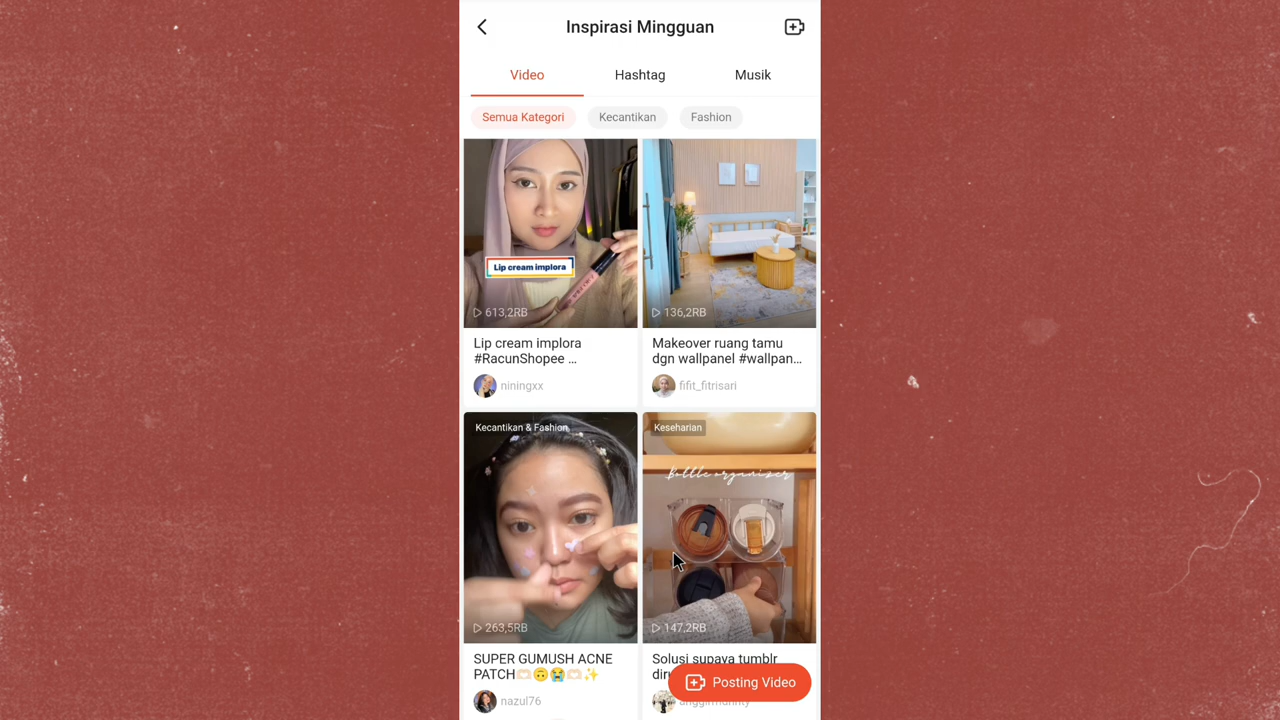 Inspirasi Mingguan
Video
Hashtag
Musik
Semua Kategori
Kecantikan
Fashion
Lip cream implora
613,2RB
136,2RB
Lip cream implora
#RacunShopee ...
Makeover ruang tamu
dgn wallpanel #wallpan...
niningxx
fifit_fitrisari
Kecantikan & Fashion
Keseharian
Bottle organizer
263,5RB
147,2RB
SUPER GUMUSH ACNE
PATCH🫶🏻🙃😭🫶🏻✨
Solusi supaya tumblr
Posting Video
nazul76